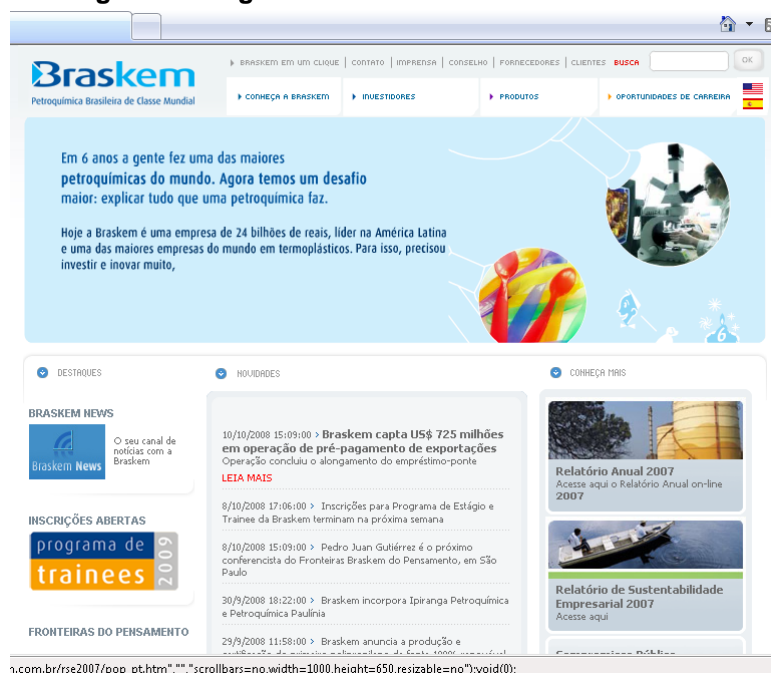 BRASKEM EM UM CLIQUE | CONTATO | IMPRENSA | CONSELHO | FORNECEDORES | CLIENTES BUSCA OK
Braskem
Petroquímica Brasileira de Classe Mundial
CONHEÇA A BRASKEM INVESTIDORES PRODUTOS OPORTUNIDADES DE CARREIRA
Em 6 anos a gente fez uma das maiores
petroquímicas do mundo. Agora temos um desafio
maior: explicar tudo que uma petroquímica faz.
Hoje a Braskem é uma empresa de 24 bilhões de reais, líder na América Latina
e uma das maiores empresas do mundo em termoplásticos. Para isso, precisou
investir e inovar muito,
6
DESTAQUES
BRASKEM NEWS
Braskem News
O seu canal de
notícias com a
Braskem
INSCRIÇÕES ABERTAS
programa de
trainees
2009
FRONTEIRAS DO PENSAMENTO
NOVIDADES
10/10/2008 15:09:00 > Braskem capta US$ 725 milhões
em operação de pré-pagamento de exportações
Operação concluiu o alongamento do empréstimo-ponte
LEIA MAIS
8/10/2008 17:06:00 > Inscrições para Programa de Estágio e
Trainee da Braskem terminam na próxima semana
8/10/2008 15:09:00 > Pedro Juan Gutiérrez é o próximo
conferencista do Fronteiras Braskem do Pensamento, em São
Paulo
30/9/2008 18:22:00 > Braskem incorpora Ipiranga Petroquímica
e Petroquímica Paulínia
29/9/2008 11:58:00 > Braskem anuncia a produção e
CONHEÇA MAIS
Relatório Anual 2007
Acesse aqui o Relatório Anual on-line
2007
Relatório de Sustentabilidade
Empresarial 2007
Acesse aqui
n.com.br/rse2007/pop_pt.htm","","scrollbars=no,width=1000,height=650,resizable=no");void(0);